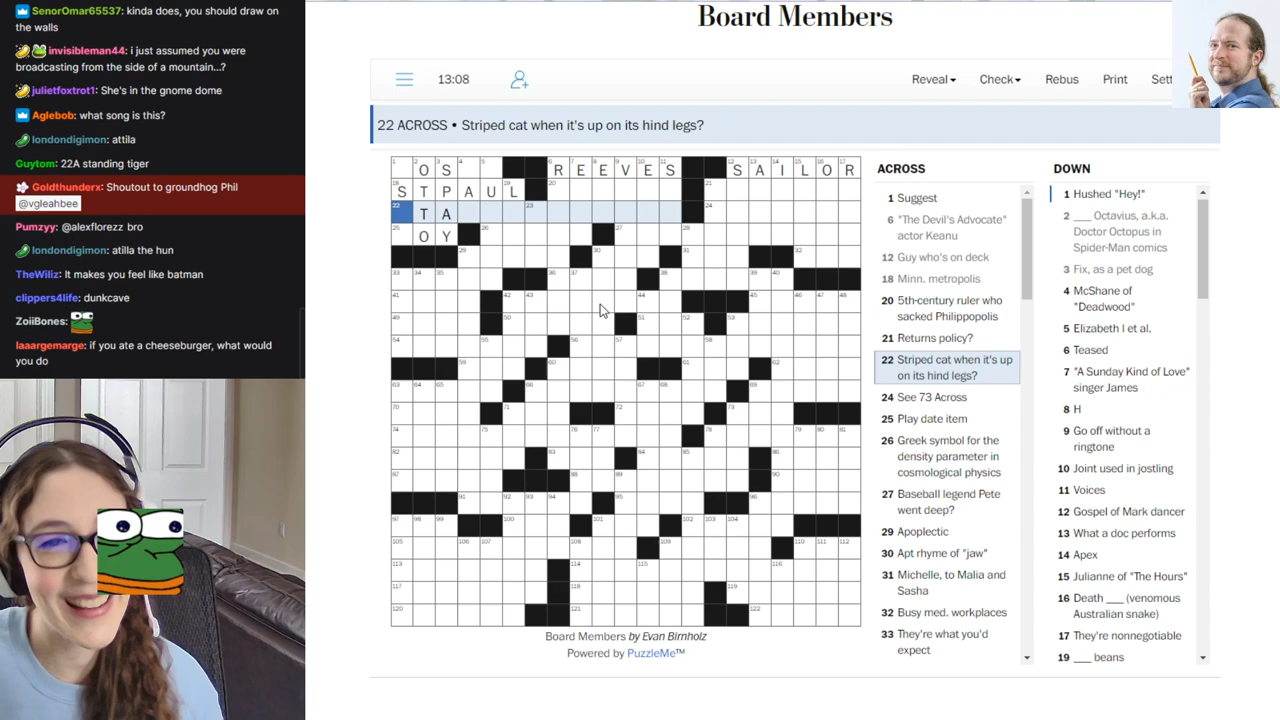 SenorOmar65537: kinda does, you should draw on
the walls
invisibleman44: i just assumed you were
broadcasting from the side of a mountain...?
julietfoxtrot1: She's in the gnome dome
Aglebob: what song is this?
londondigimon: attila
Guytom: 22A standing tiger
Goldthunderx: Shoutout to groundhog Phil
@vgleahbee
Pumzyy: @alexflorezz bro
londondigimon: atilla the hun
TheWiliz: It makes you feel like batman
clippers4life: dunkcave
ZoiiBones:
laaargemarge: if you ate a cheeseburger, what would
you do
Board Members
13:08
Reveal
Check
Rebus
Print
Sett
22 ACROSS • Striped cat when it's up on its hind legs?
O S R E E V E S S A I L O R
S T P A U L
T A
O Y
Board Members by Evan Birnholz
Powered by PuzzleMe™
ACROSS
1 Suggest
6 "The Devil's Advocate"
actor Keanu
12 Guy who's on deck
18 Minn. metropolis
20 5th-century ruler who
sacked Philippopolis
21 Returns policy?
22 Striped cat when it's up
on its hind legs?
24 See 73 Across
25 Play date item
26 Greek symbol for the
density parameter in
cosmological physics
27 Baseball legend Pete
went deep?
29 Apoplectic
30 Apt rhyme of "jaw"
31 Michelle, to Malia and
Sasha
32 Busy med. workplaces
33 They're what you'd
expect
DOWN
1 Hushed "Hey!"
2 ___ Octavius, a.k.a.
Doctor Octopus in
Spider-Man comics
3 Fix, as a pet dog
4 McShane of
"Deadwood"
5 Elizabeth I et al.
6 Teased
7 "A Sunday Kind of Love"
singer James
8 H
9 Go off without a
ringtone
10 Joint used in jostling
11 Voices
12 Gospel of Mark dancer
13 What a doc performs
14 Apex
15 Julianne of "The Hours"
16 Death ___ (venomous
Australian snake)
17 They're nonnegotiable
19 ___ beans